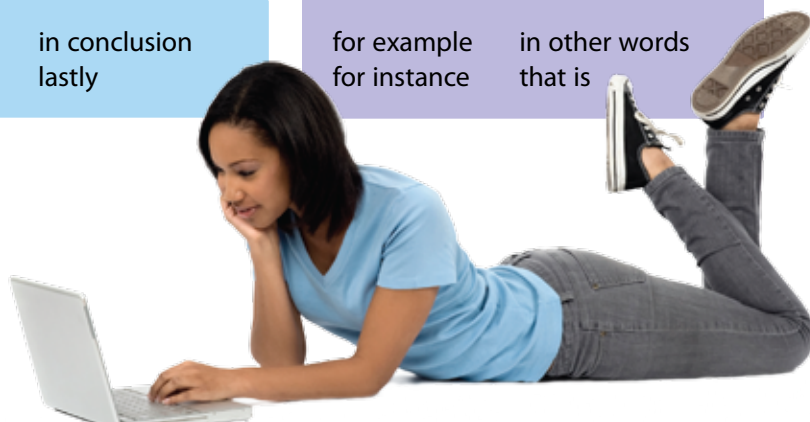 in conclusion
lastly
for example
for instance
in other words
that is